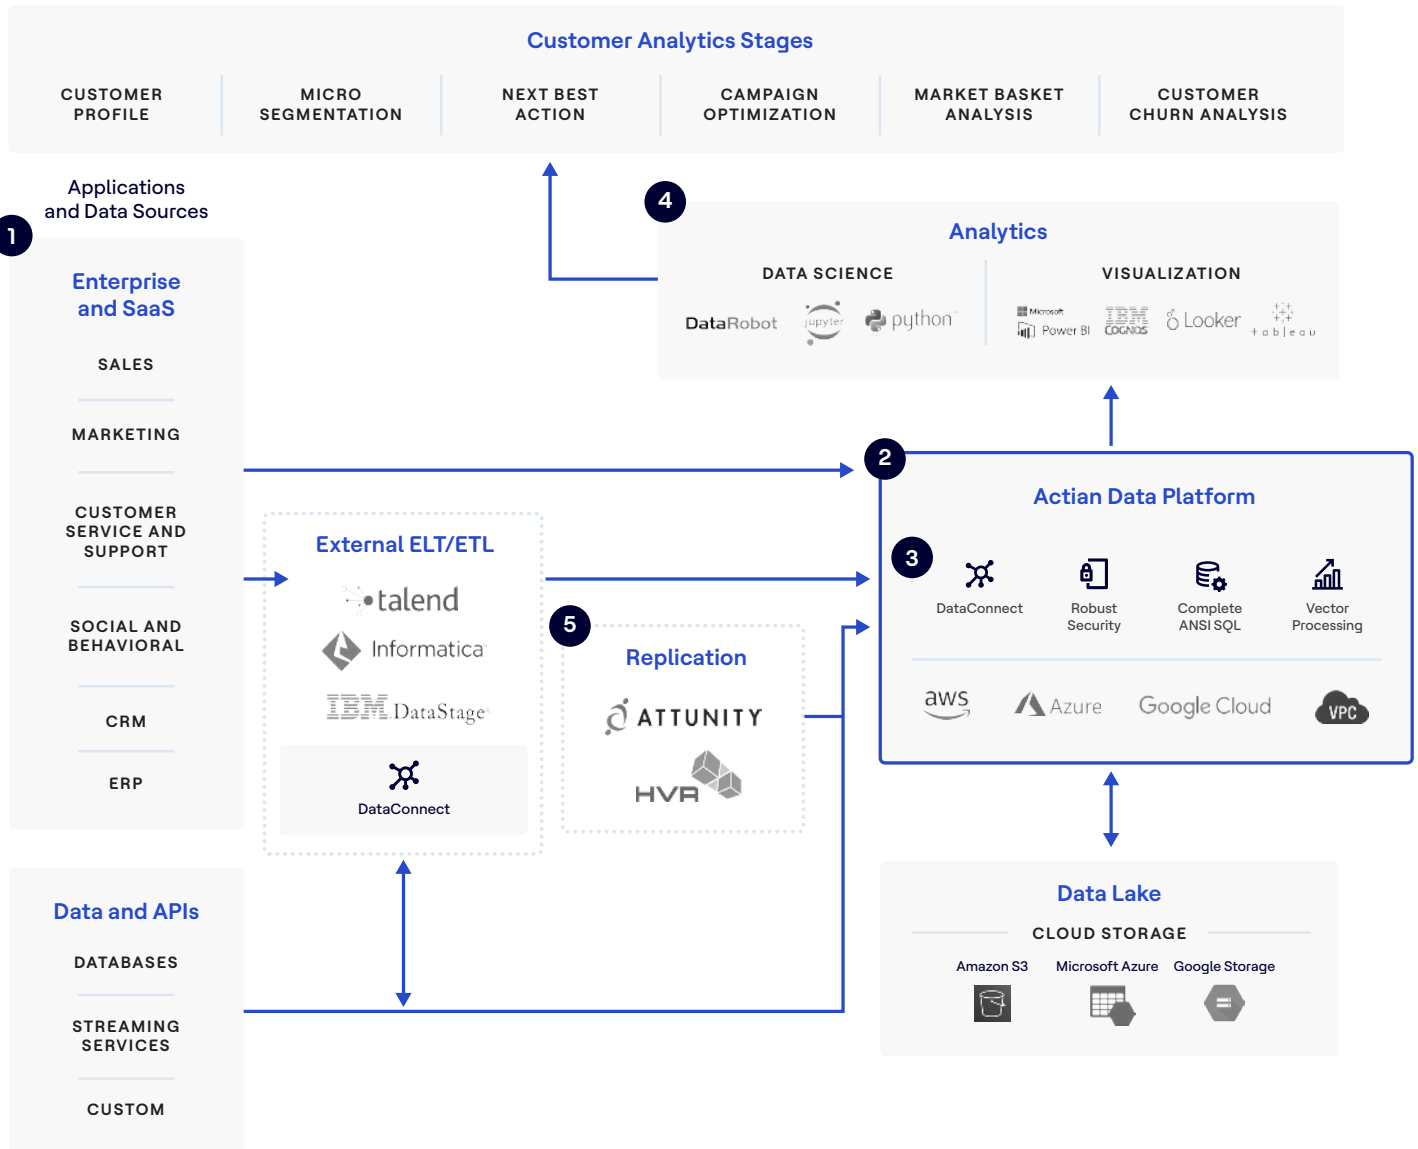 Customer Analytics Stages
CUSTOMER
PROFILE
MICRO
SEGMENTATION
NEXT BEST
ACTION
CAMPAIGN
OPTIMIZATION
MARKET BASKET
ANALYSIS
CUSTOMER
CHURN ANALYSIS
Applications
and Data Sources
1
Enterprise
and SaaS
SALES
MARKETING
CUSTOMER
SERVICE AND
SUPPORT
SOCIAL AND
BEHAVIORAL
CRM
ERP
Data and APIs
DATABASES
STREAMING
SERVICES
CUSTOM
External ELT/ETL
talend
Informatica
IBM DataStage
DataConnect
5
Replication
ATTUNITY
HVR
4
Analytics
DATA SCIENCE
DataRobot
jupyter
python
VISUALIZATION
Microsoft
Power BI
IBM
COGNOS
Looker
tableau
2
Actian Data Platform
3
DataConnect
Robust
Security
Complete
ANSI SQL
Vector
Processing
aws
Azure
Google Cloud
VPC
Data Lake
CLOUD STORAGE
Amazon S3
Microsoft Azure
Google Storage